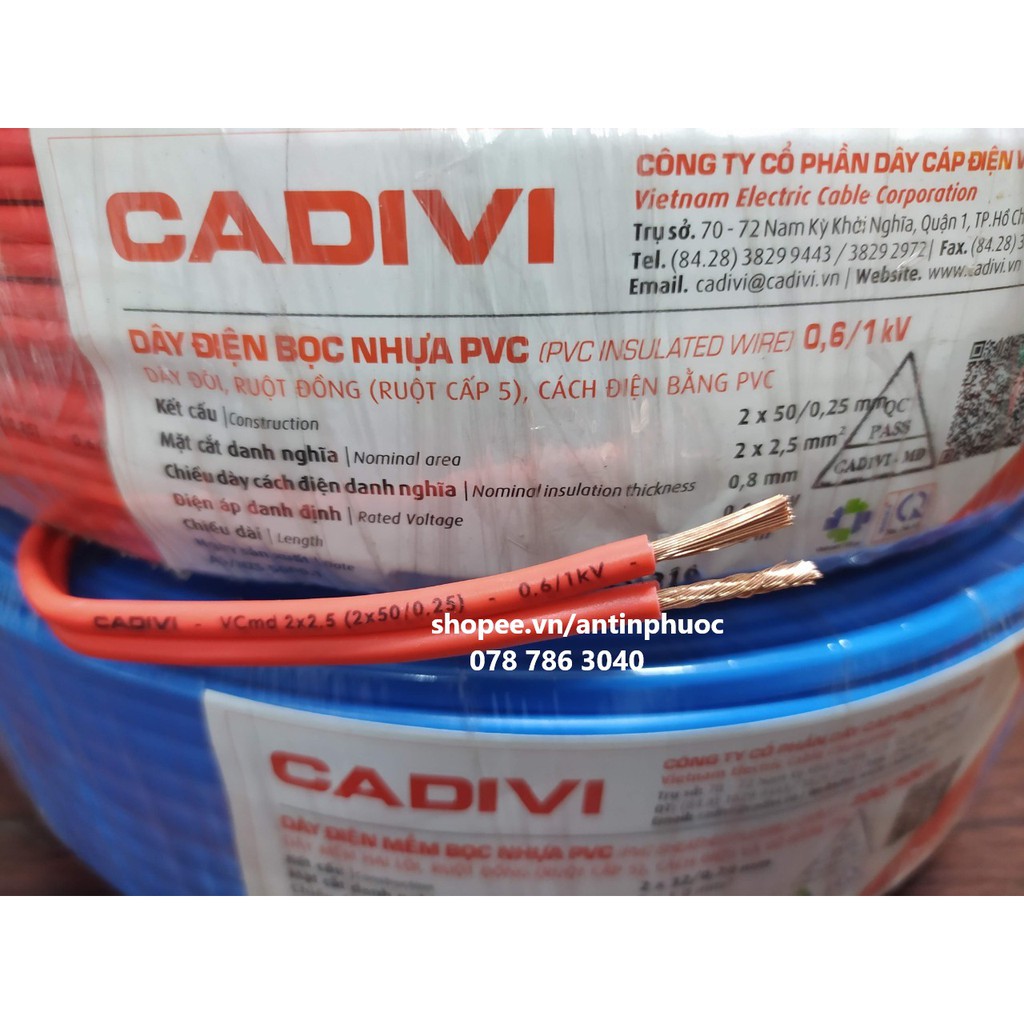 CADIVI
CÔNG TY CỔ PHẦN DÂY CÁP ĐIỆN
Vietnam Electric Cable Corporation
Trụ sở. 70 - 72 Nam Kỳ Khởi Nghĩa, Quận 1, TP.Hồ
Tel. (84.28) 38299443 / 38292972 | Fax. (84.28)
Email. cadivi@cadivi.vn | Website. www.cadivi.vn
DÂY ĐIỆN BỌC NHỰA PVC (PVC INSULATED WIRE) 0,6/1 kV
DÂY ĐÔI, RUỘT ĐỒNG (RUỘT CẤP 5), CÁCH ĐIỆN BẰNG PVC
Kết cấu | Construction 2 x 50/0,25 mm
Mặt cắt danh nghĩa | Nominal area 2 x 2,5 mm²
Chiều dày cách điện danh nghĩa | Nominal insulation thickness 0,8 mm
Điện áp danh định | Rated Voltage
Chiều dài | Length
QC
PASS
CADIVI - MĐ
CADIVI - VCmd 2x2.5 (2x50/0.25) - 0.6/1kV -
shopee.vn/antinphuoc
078 786 3040
CADIVI
CÔNG TY CỔ PHẦN DÂY CÁP ĐIỆN
Vietnam Electric Cable
DÂY ĐIỆN MỀM BỌC NHỰA PVC